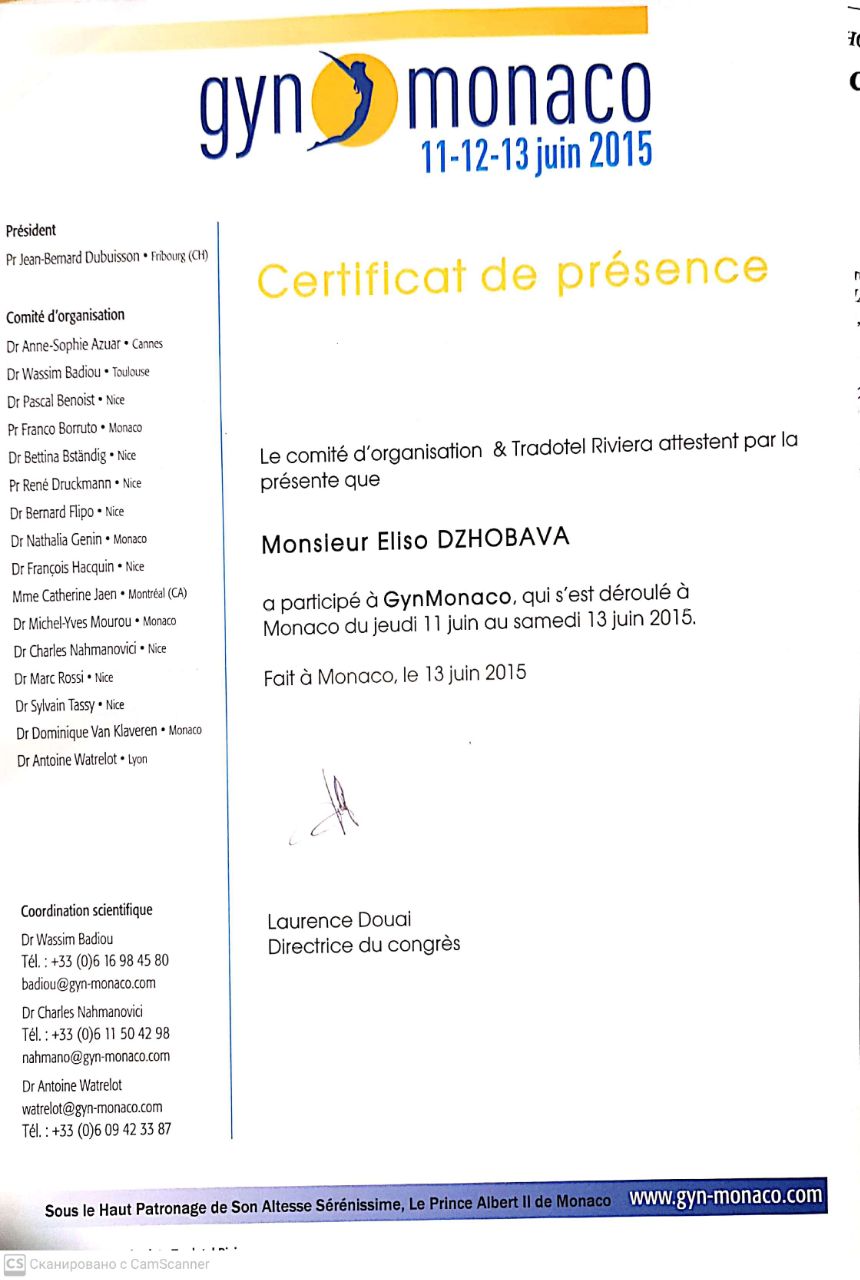 gyn monaco
11-12-13 juin 2015
Président
Pr Jean-Bernard Dubuisson • Fribourg (CH)
Comité d'organisation
Dr Anne-Sophie Azuar • Cannes
Dr Wassim Badiou • Toulouse
Dr Pascal Benoist • Nice
Pr Franco Borruto • Monaco
Dr Bettina Bständig • Nice
Pr René Druckmann • Nice
Dr Bernard Flipo • Nice
Dr Nathalia Genin • Monaco
Dr François Hacquin • Nice
Mme Catherine Jaen • Montréal (CA)
Dr Michel-Yves Mourou • Monaco
Dr Charles Nahmanovici • Nice
Dr Marc Rossi • Nice
Dr Sylvain Tassy • Nice
Dr Dominique Van Klaveren • Monaco
Dr Antoine Watrelot • Lyon
Coordination scientifique
Dr Wassim Badiou
Tél. : +33 (0)6 16 98 45 80
badiou@gyn-monaco.com
Dr Charles Nahmanovici
Tél. : +33 (0)6 11 50 42 98
nahmano@gyn-monaco.com
Dr Antoine Watrelot
watrelot@gyn-monaco.com
Tél. : +33 (0)6 09 42 33 87
Certificat de présence
Le comité d'organisation & Tradotel Riviera attestent par la
présente que
Monsieur Eliso DZHOBAVA
a participé à GynMonaco, qui s'est déroulé à
Monaco du jeudi 11 juin au samedi 13 juin 2015.
Fait à Monaco, le 13 juin 2015
Laurence Douai
Directrice du congrès
Sous le Haut Patronage de Son Altesse Sérénissime, Le Prince Albert II de Monaco www.gyn-monaco.com
CS Сканировано с CamScanner